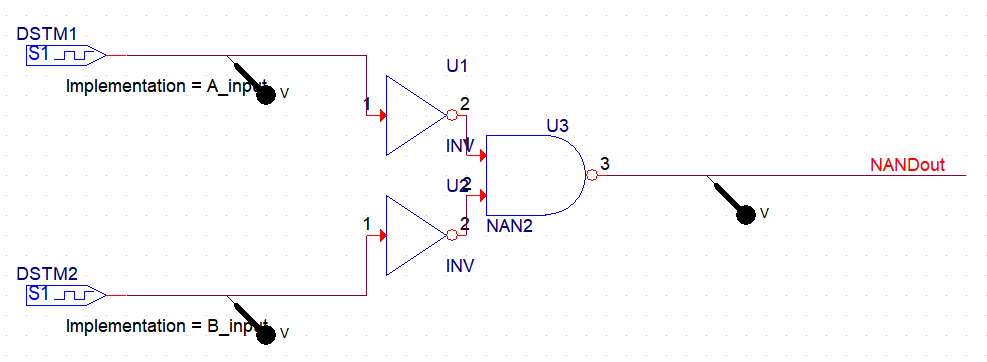 DSTM1
S1
Implementation = A_input
V
U1
1
2
INV
U3
1
2
3
NAN2
NANDout
V
U2
1
2
INV
DSTM2
S1
Implementation = B_input
V